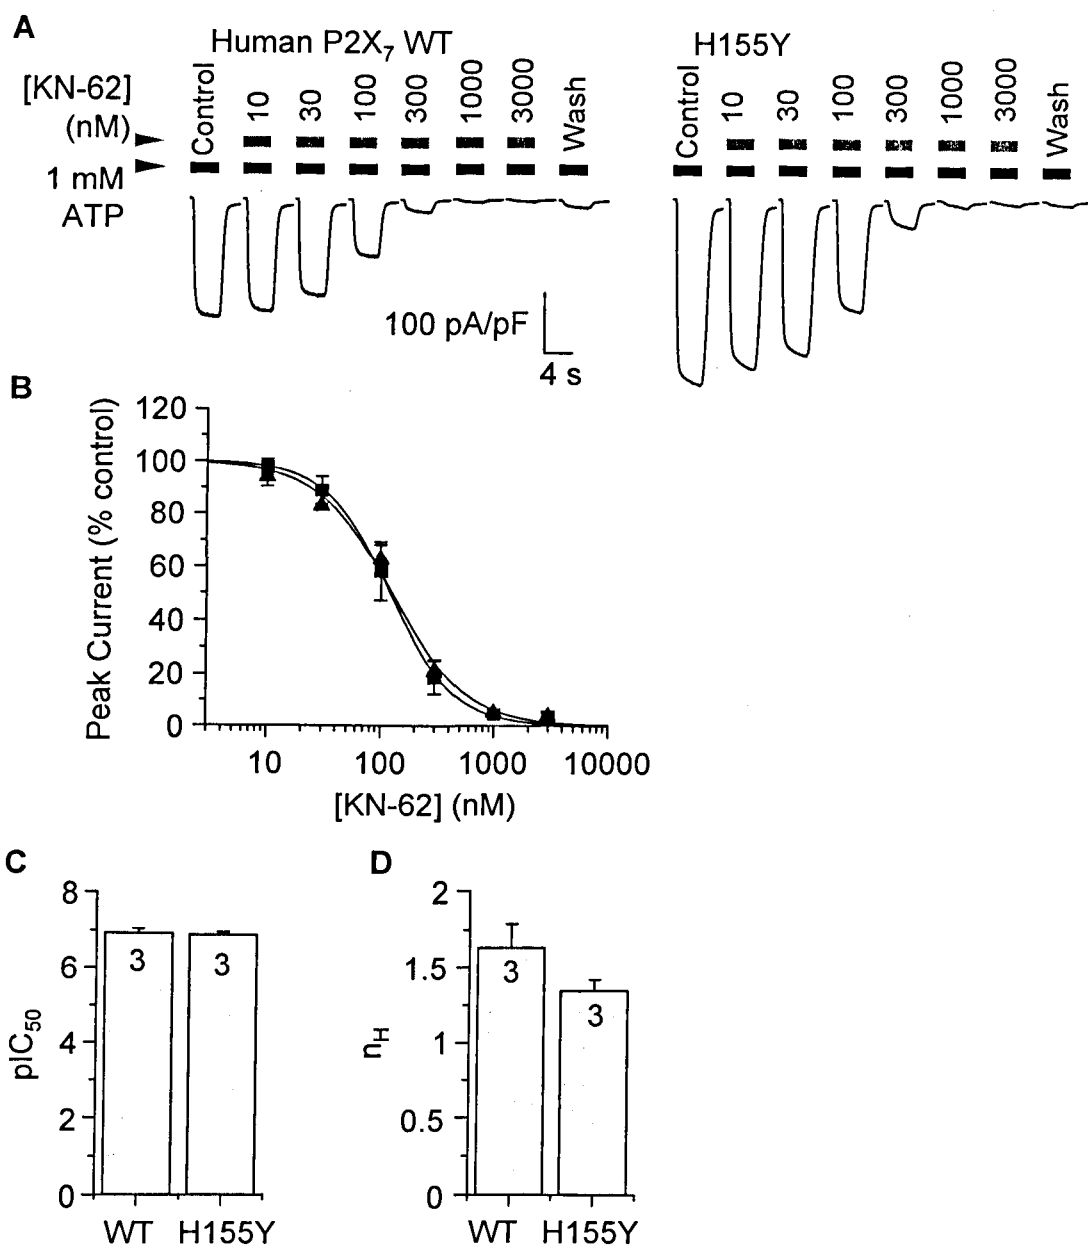 A
Human P2X7 WT
H155Y
[KN-62]
(nM)
Control
10
30
100
300
1000
3000
Wash
Control
10
30
100
300
1000
3000
Wash
1 mM
ATP
100 pA/pF
4 s
B
Peak Current (% control)
120
100
80
60
40
20
0
10
100
1000
10000
[KN-62] (nM)
C
pIC50
8
6
4
2
0
3
3
WT
H155Y
D
nH
2
1.5
1
0.5
0
3
3
WT
H155Y